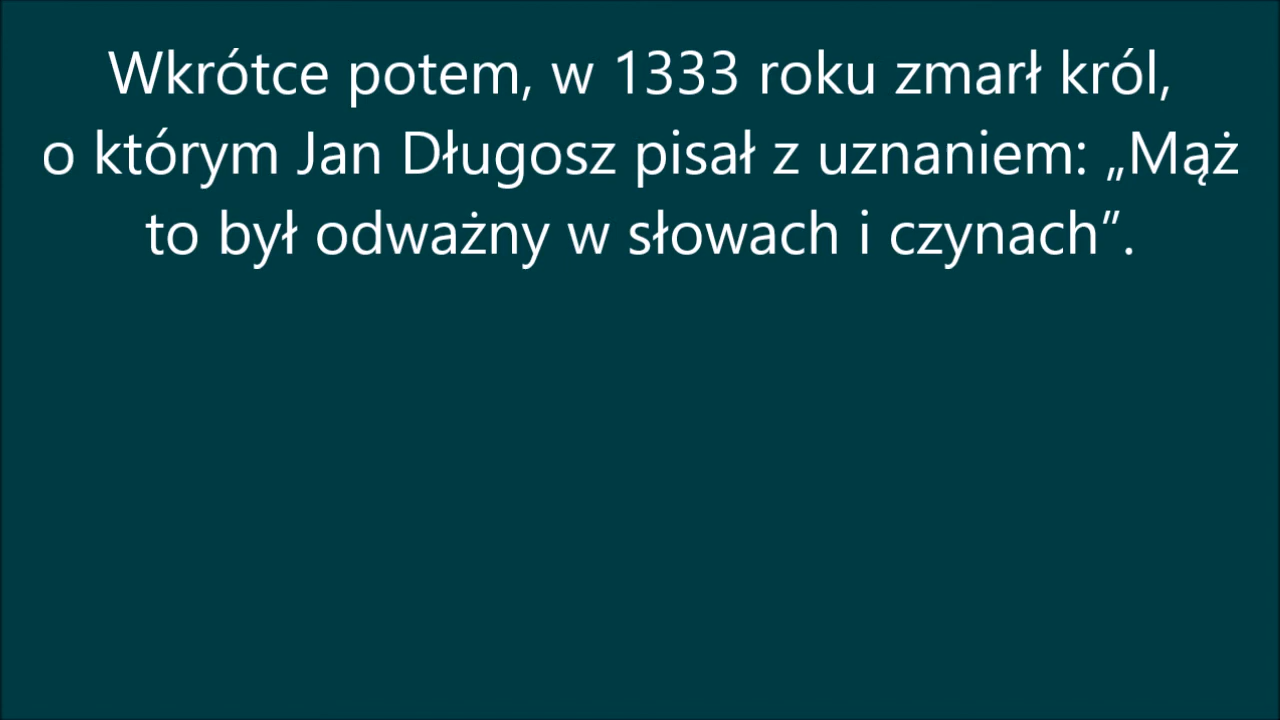 Wkrótce potem, w 1333 roku zmarł król,
o którym Jan Długosz pisał z uznaniem: „Mąż
to był odważny w słowach i czynach”.